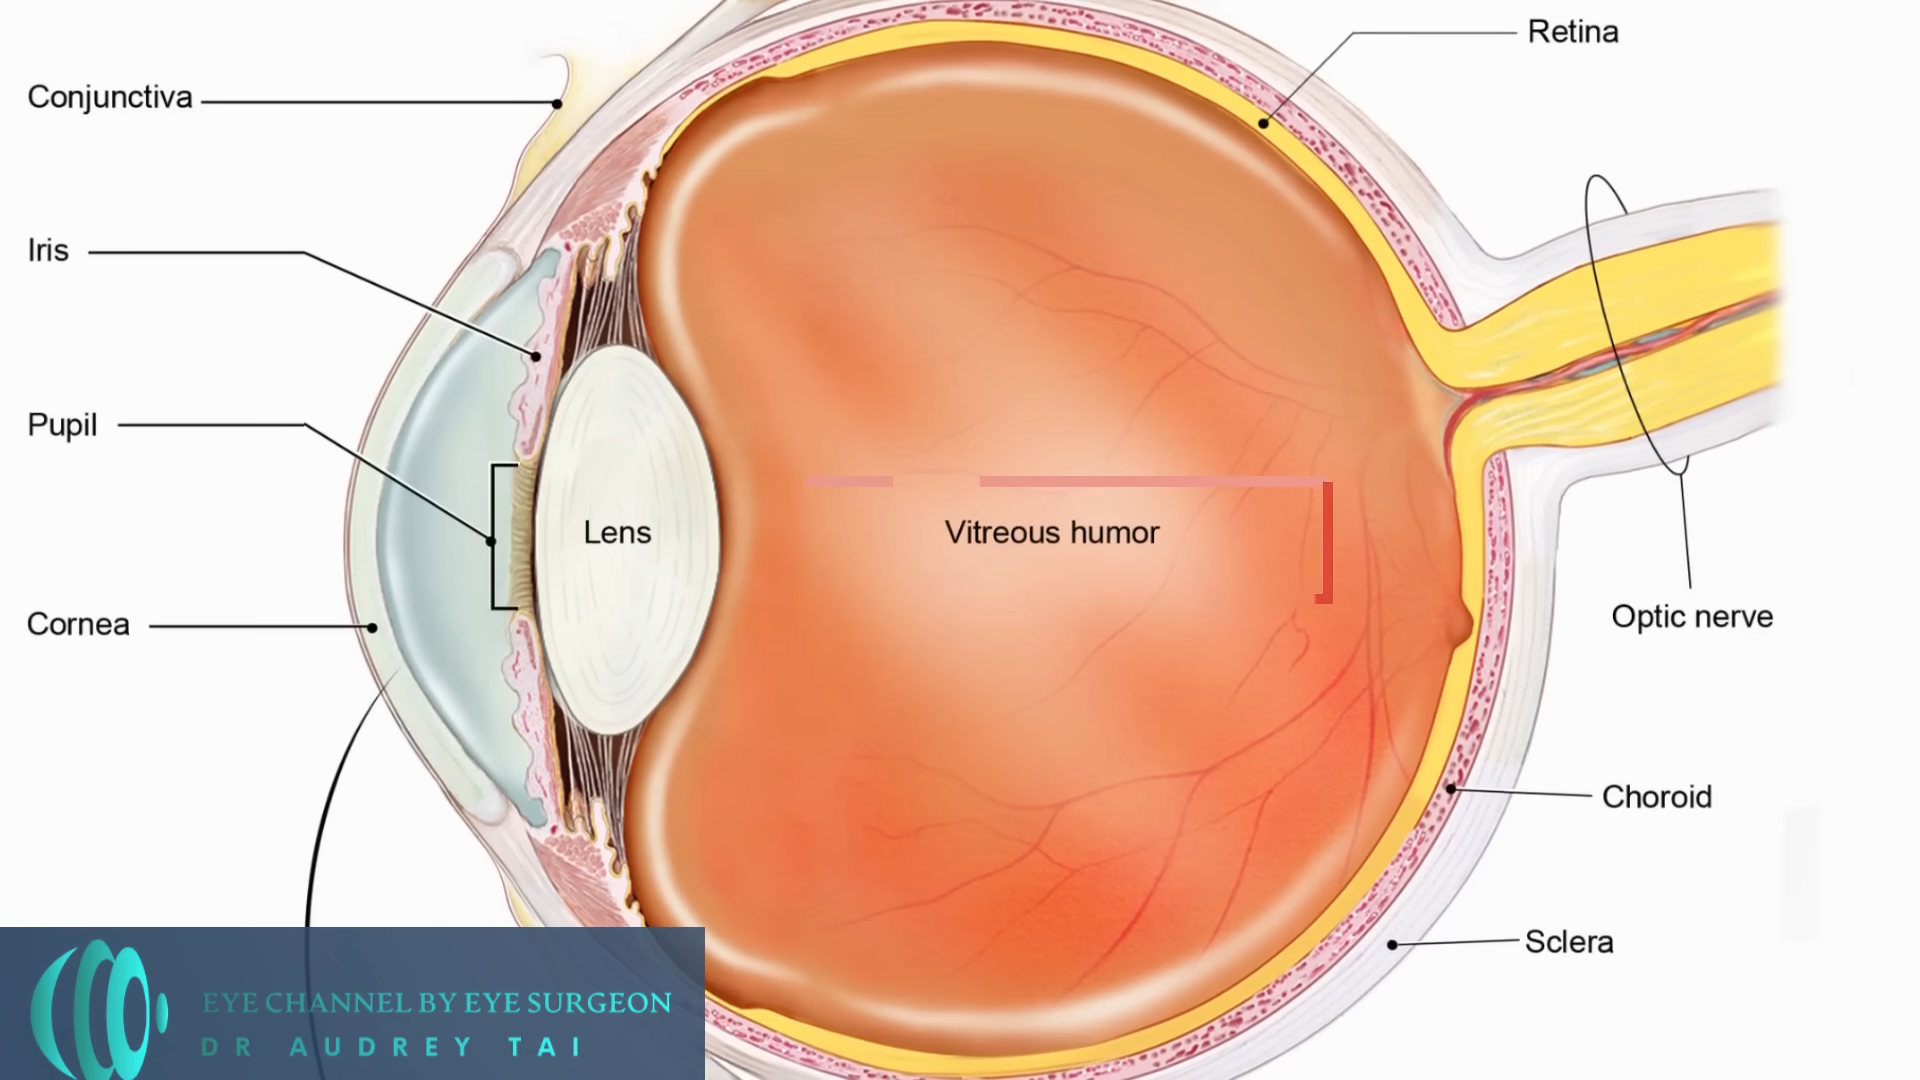 Retina
Conjunctiva
Iris
Pupil
Lens
Vitreous humor
Cornea
Optic nerve
Choroid
Sclera
EYE CHANNEL BY EYE SURGEON
DR AUDREY TAI